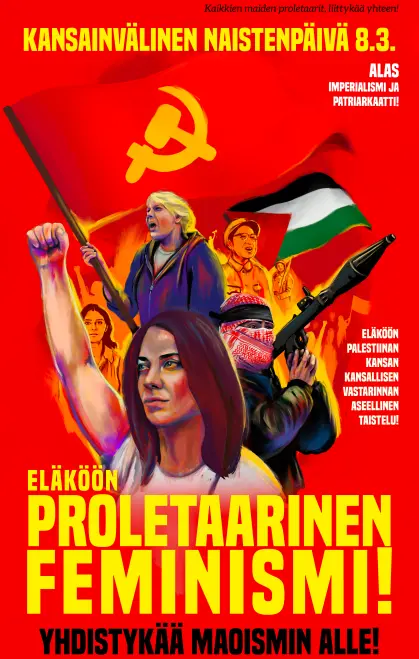 Kaikkien maiden proletaarit, liittykää yhteen!
KANSAINVÄLINEN NAISTENPÄIVÄ 8.3.
ALAS
IMPERIALISMI JA
PATRIARKAATTI!
ELÄKÖÖN
PALESTIINAN
KANSAN
KANSALLISEN
VASTARINNAN
ASEELLINEN
TAISTELU!
ELÄKÖÖN
PROLETAARINEN
FEMINISMI!
YHDISTYKÄÄ MAOISMIN ALLE!